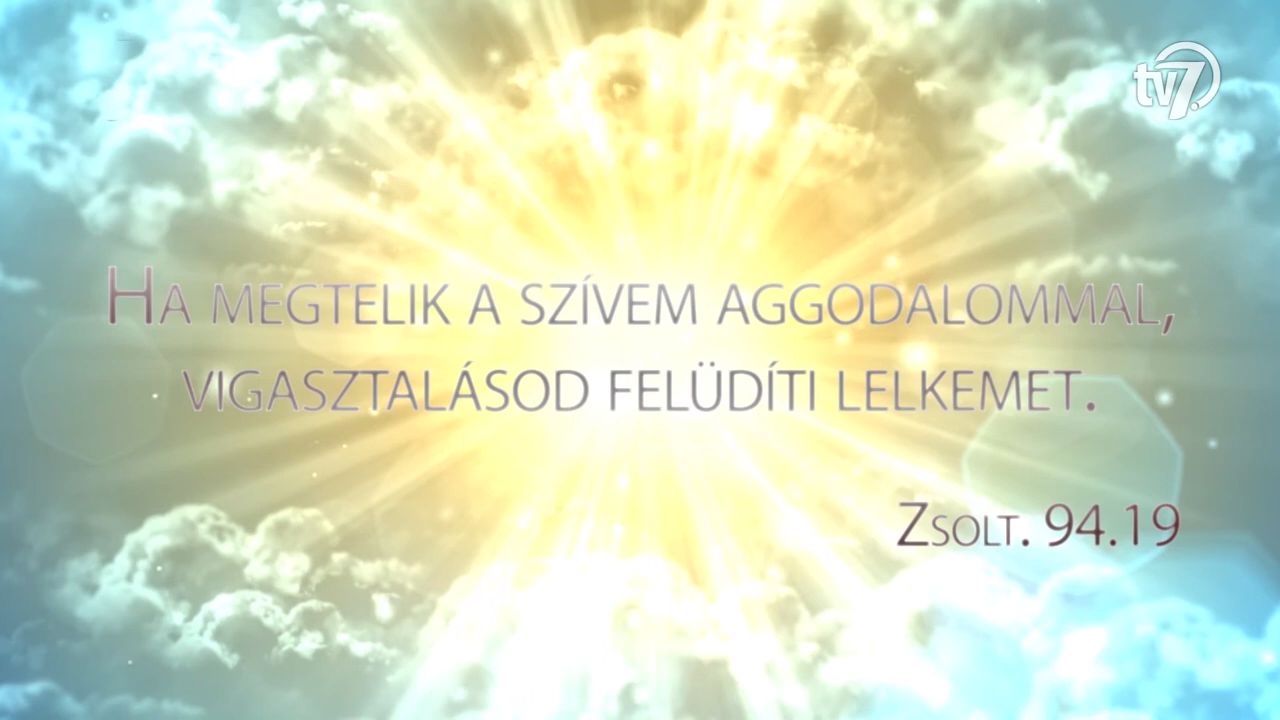 tv7.
Ha megtelik a szívem aggodalommal,
vigasztalásod felüdíti lelkemet.
Zsolt. 94.19